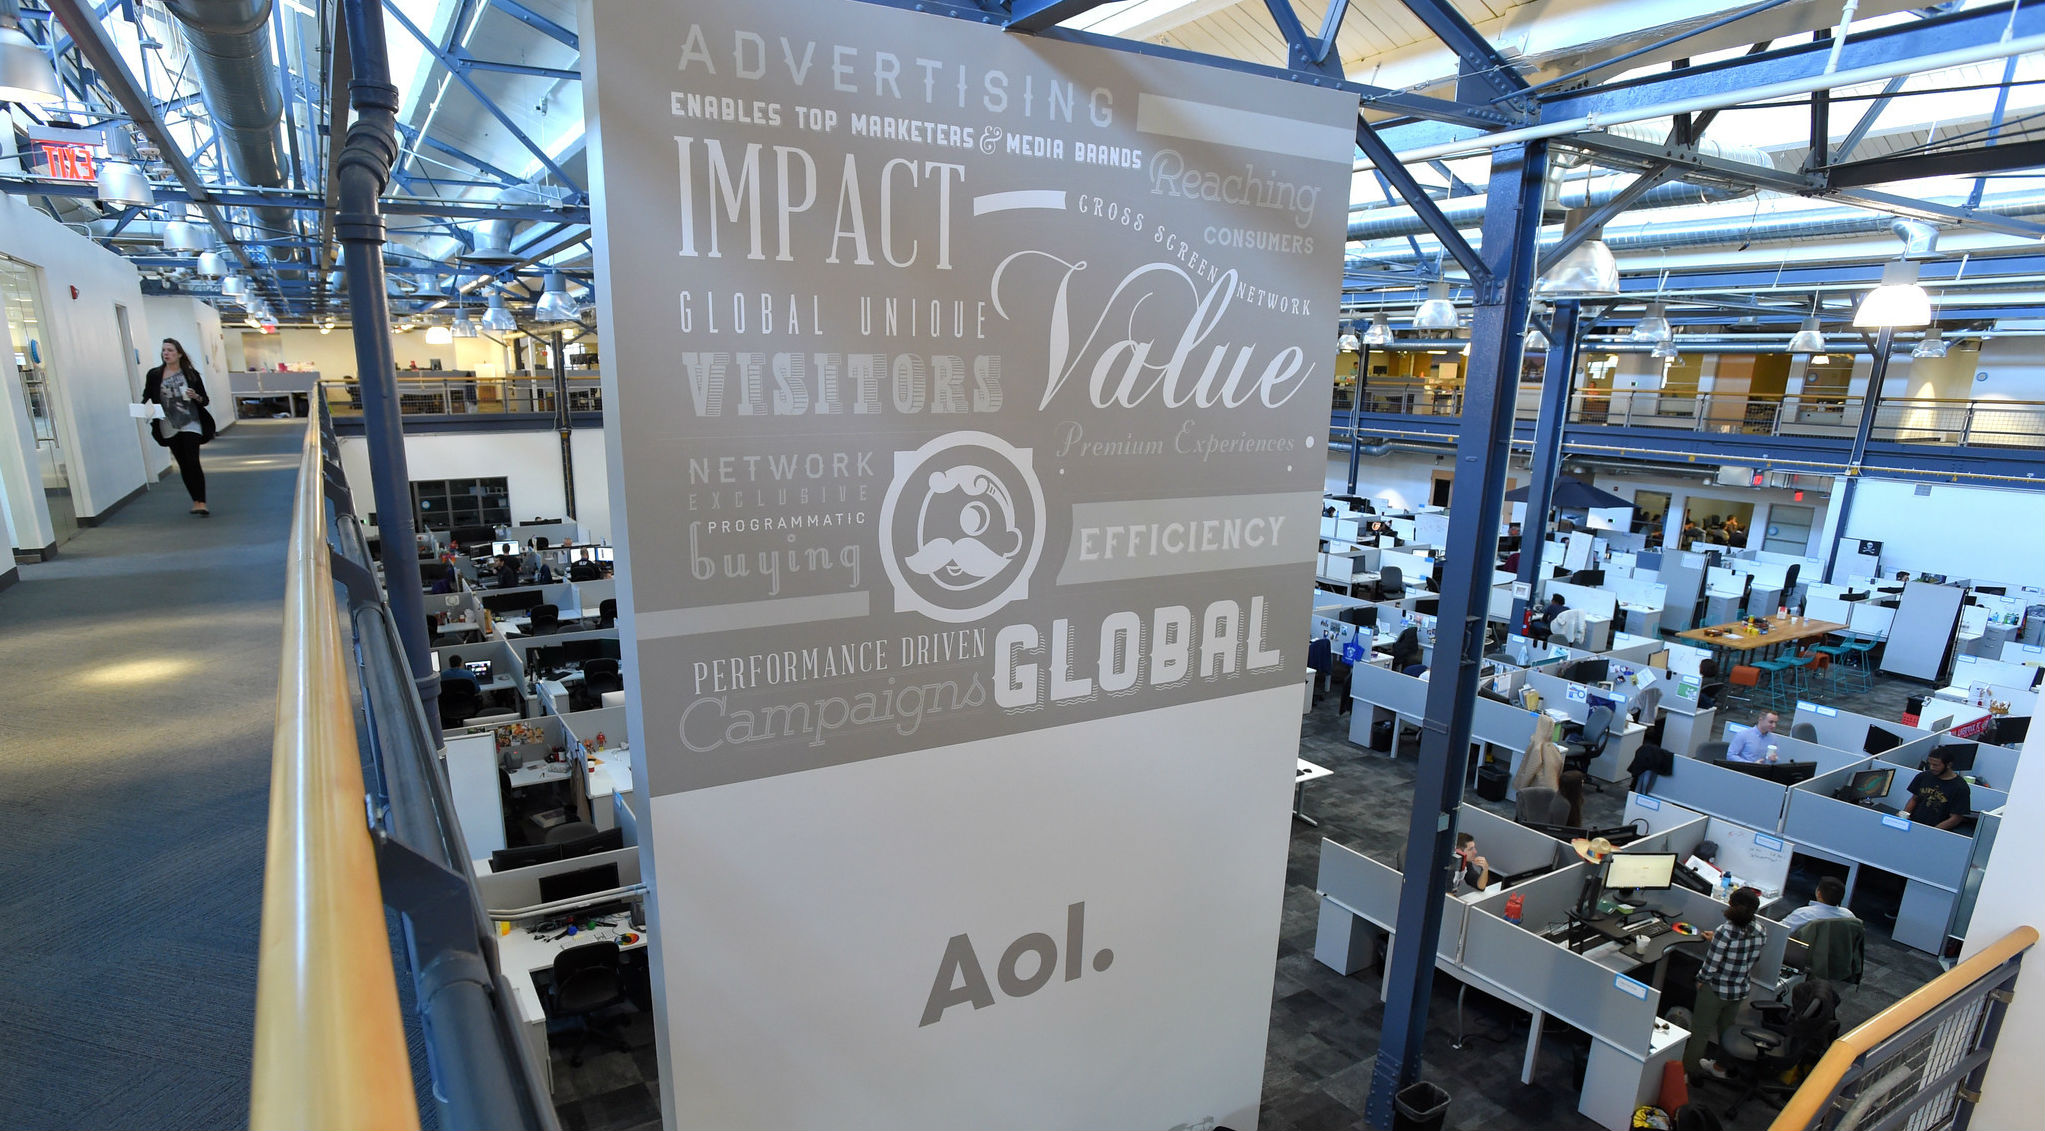 ADVERTISING
ENABLES TOP MARKETERS & MEDIA BRANDS
IMPACT
Reaching
CONSUMERS
CROSS SCREEN NETWORK
GLOBAL UNIQUE
VISITORS
Value
Premium Experiences
NETWORK
EXCLUSIVE
PROGRAMMATIC
buying
EFFICIENCY
PERFORMANCE DRIVEN
Campaigns
GLOBAL
Aol.
EXIT